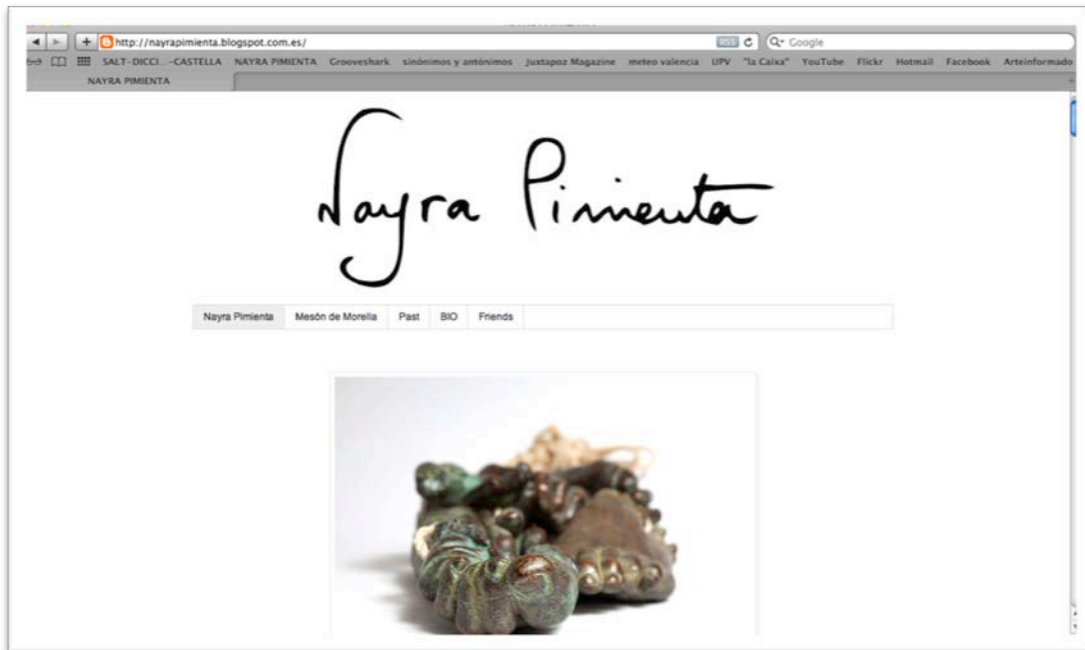 http://nayrapimienta.blogspot.com.es/ RSS Google
SALT-DICCI...-CASTELLA NAYRA PIMIENTA Grooveshark sinónimos y antónimos Juxtapoz Magazine meteo valencia UPV "la Caixa" YouTube Flickr Hotmail Facebook Arteinformado
NAYRA PIMIENTA
Nayra Pimienta
Nayra Pimienta Mesón de Morella Past BIO Friends